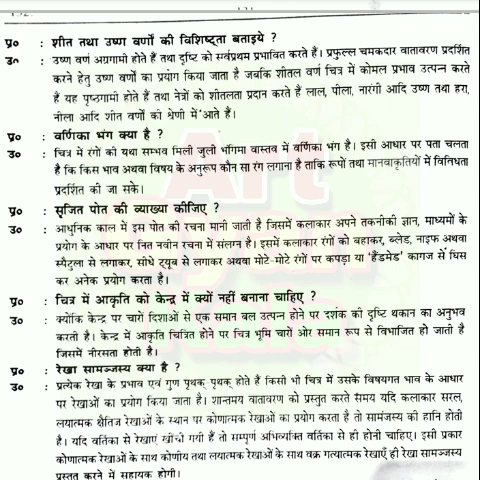 प्र० : शीत तथा उष्ण वर्णों की विशिष्टता बताइये ?
उ० : उष्ण वर्ण अग्रगामी होते हैं तथा दृष्टि को सर्वप्रथम प्रभावित करते हैं। प्रफुल्ल चमकदार वातावरण प्रदर्शित
करने हेतु उष्ण वर्णों का प्रयोग किया जाता है जबकि शीतल वर्ण चित्र में कोमल प्रभाव उत्पन्न करते
हैं यह पृष्ठगामी होते हैं तथा नेत्रों को शीतलता प्रदान करते हैं लाल, पीला, नारंगी आदि उष्ण तथा हरा,
नीला आदि शीत वर्णों की श्रेणी में आते हैं।
प्र० : वर्णिका भंग क्या है ?
उ० : चित्र में रंगों की यथा सम्भव मिली जुली भंगिमा वास्तव में वर्णिका भंग है। इसी आधार पर पता चलता
है कि किस भाव अथवा विषय के अनुरूप कौन सा रंग लगाना है ताकि रूपों तथा मानवाकृतियों में विविधता
प्रदर्शित की जा सके।
प्र० : सृजित पोत की व्याख्या कीजिए ?
उ० : आधुनिक काल में इस पोत की रचना मानी जाती है जिसमें कलाकार अपने तकनीकी ज्ञान, माध्यमों के
प्रयोग के आधार पर नित नवीन रचना में संलग्न है। इसमें कलाकार रंगों को बहाकर, ब्लेड, नाइफ अथवा
स्पैटुला से लगाकर, सीधे ट्यूब से लगाकर अथवा मोटे-मोटे रंगों पर कपड़ा या 'हैंडमेड' कागज से घिस
कर अनेक प्रयोग करता है।
प्र० : चित्र में आकृति को केन्द्र में क्यों नहीं बनाना चाहिए ?
उ० : क्योंकि केन्द्र पर चारों दिशाओं से एक समान बल उत्पन्न होने पर दर्शक की दृष्टि थकान का अनुभव
करती है। केन्द्र में आकृति चित्रित होने पर चित्र भूमि चारों ओर समान रूप से विभाजित हो जाती है
जिसमें नीरसता होती है।
प्र० : रेखा सामञ्जस्य क्या है ?
उ० : प्रत्येक रेखा के प्रभाव एवं गुण पृथक् पृथक् होते हैं किसी भी चित्र में उसके विषयगत भाव के आधार
पर रेखाओं का प्रयोग किया जाता है। शान्तमय वातावरण को प्रस्तुत करते समय यदि कलाकार सरल,
लयात्मक क्षैतिज रेखाओं के स्थान पर कोणात्मक रेखाओं का प्रयोग करता है तो सामंजस्य की हानि होती
है। यदि वर्तिका से रेखाएं खींची गयी हैं तो सम्पूर्ण अभिव्यक्ति वर्तिका से ही होनी चाहिए। इसी प्रकार
कोणात्मक रेखाओं के साथ कोणीय तथा लयात्मक रेखाओं के साथ वक्र गत्यात्मक रेखाएँ ही रेखा सामञ्जस्य
प्रस्तुत करने में सहायक होगी।
Art